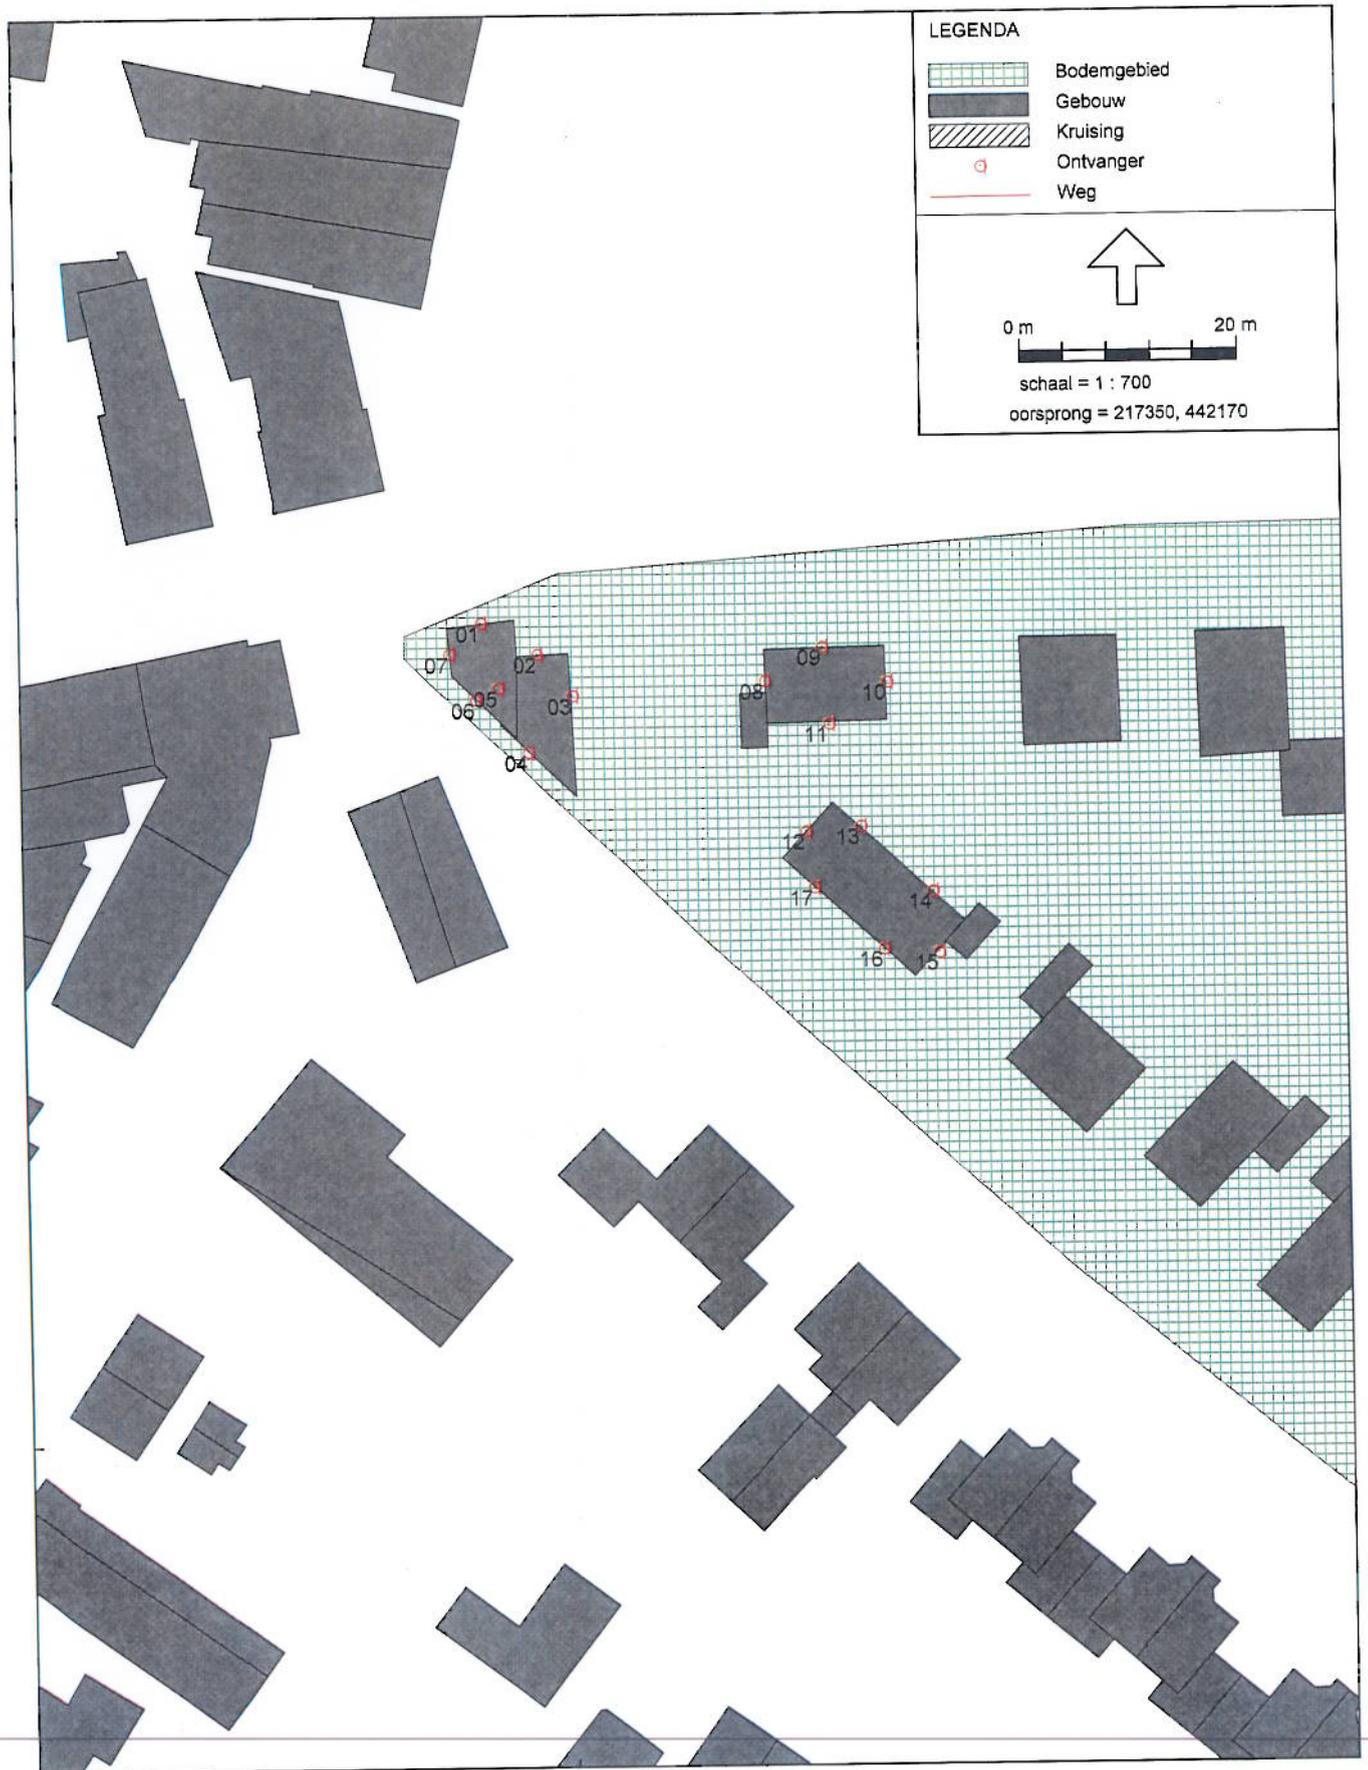 LEGENDA
Bodemgebied
Gebouw
Kruising
Ontvanger
Weg
0 m 20 m
schaal = 1 : 700
oorsprong = 217350, 442170
01
07 02
05
06 03
04
09
08 10
11
12 13
17 14
16 15